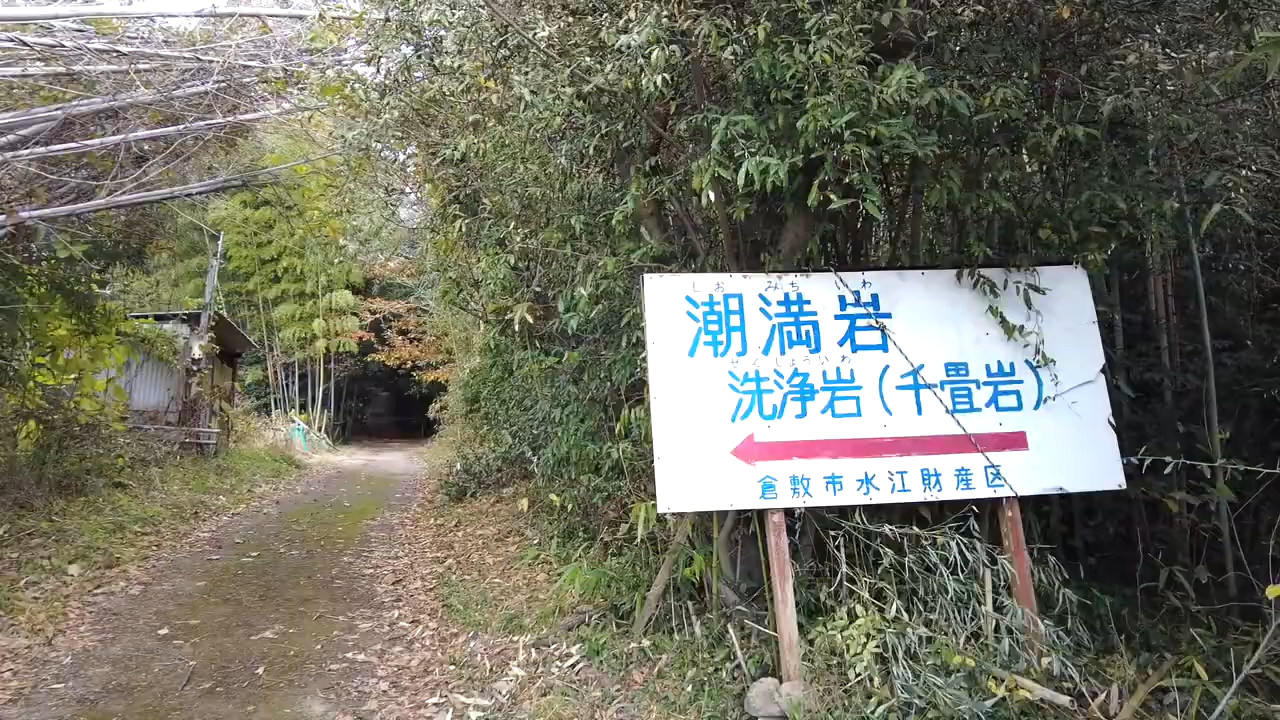 しお みち いわ
潮満岩
せんじょういわ
洗浄岩(千畳岩)
倉敷市水江財産区